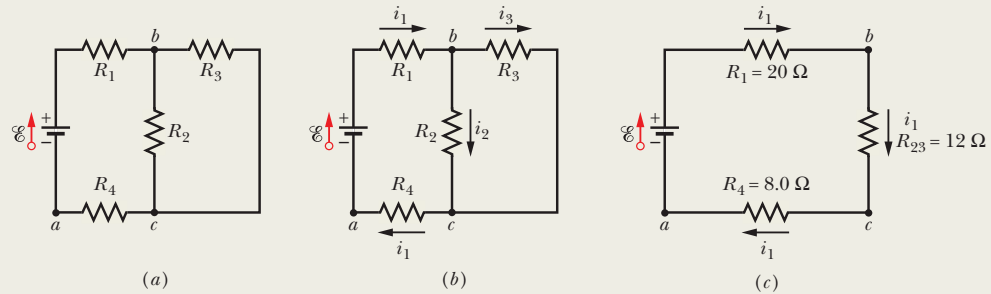 b
R1
R3
ℰ
+
−
R2
R4
a
c
(a)
i1
i3
b
R1
R3
ℰ
+
−
R2
i2
R4
a
c
i1
(b)
i1
b
R1 = 20 Ω
ℰ
+
−
i1
R23 = 12 Ω
R4 = 8.0 Ω
a
c
i1
(c)